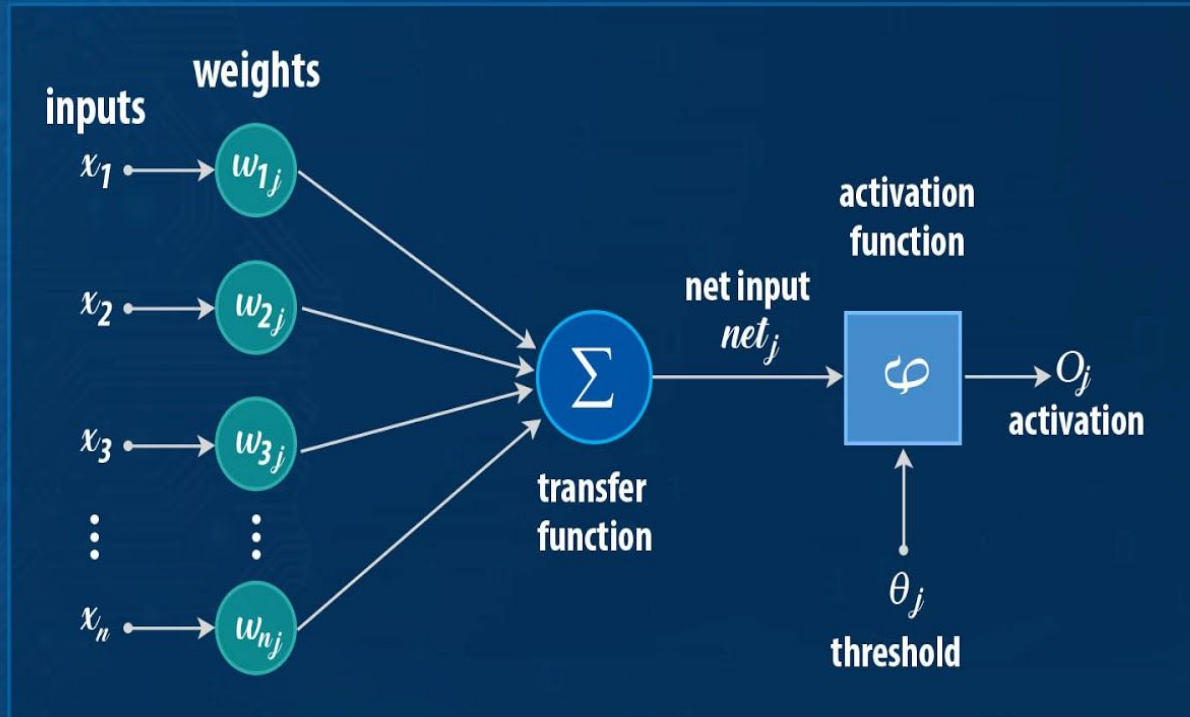 weights
inputs
x₁ w₁ⱼ
x₂ w₂ⱼ
x₃ w₃ⱼ
⋮ ⋮
xₙ wₙⱼ
Σ
transfer
function
net input
netⱼ
activation
function
φ
Oⱼ
activation
θⱼ
threshold